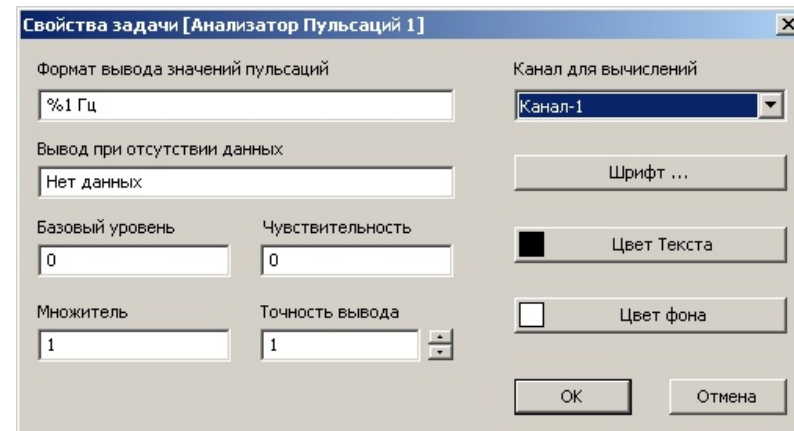 Свойства задачи [Анализатор Пульсаций 1]
Формат вывода значений пульсаций
%1 Гц
Вывод при отсутствии данных
Нет данных
Базовый уровень Чувствительность
0 0
Множитель Точность вывода
1 1
Канал для вычислений
Канал-1
Шрифт ...
Цвет Текста
Цвет фона
OK Отмена